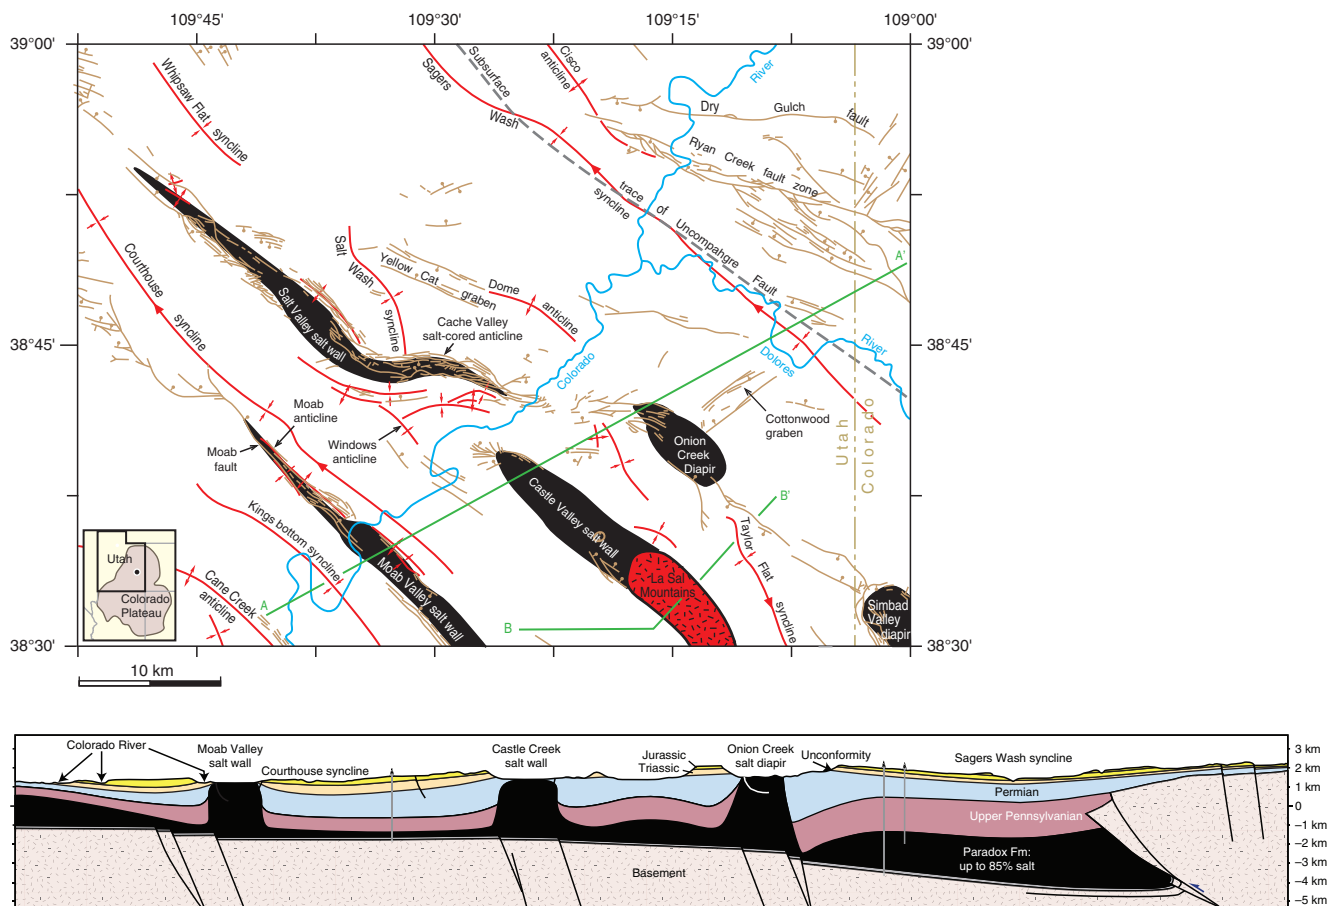 109°45'
109°30'
109°15'
109°00'
39°00'
39°00'
Whipsaw Flat syncline
Sagers Wash syncline
Subsurface trace of Uncompahgre Fault
Cisco anticline
River
Dry Gulch fault
Ryan Creek fault zone
Courthouse syncline
Salt Wash syncline
Yellow Cat graben
Dome anticline
A'
Salt Valley salt wall
Cache Valley
salt-cored anticline
38°45'
38°45'
Colorado
Dolores
River
Moab
anticline
Moab
fault
Windows
anticline
Cottonwood
graben
Utah
Colorado
Onion
Creek
Diapir
Castle Valley salt wall
B'
Kings bottom syncline
Taylor Flat syncline
Utah
Colorado
Plateau
Cane Creek
anticline
A
Moab Valley salt wall
La Sal
Mountains
B
Simbad
Valley
diapir
38°30'
38°30'
10 km
Colorado River
Moab Valley
salt wall
Courthouse syncline
Castle Creek
salt wall
Jurassic
Triassic
Onion Creek
salt diapir
Unconformity
Sagers Wash syncline
3 km
2 km
1 km
0
–1 km
–2 km
–3 km
–4 km
–5 km
Permian
Upper Pennsylvanian
Paradox Fm:
up to 85% salt
Basement